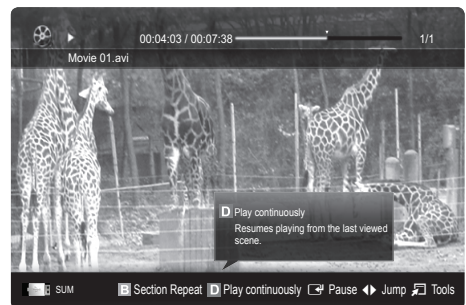 00:04:03 / 00:07:38 1/1
Movie 01.avi
D Play continuously
Resumes playing from the last viewed
scene.
SUM B Section Repeat D Play continuously Pause Jump Tools